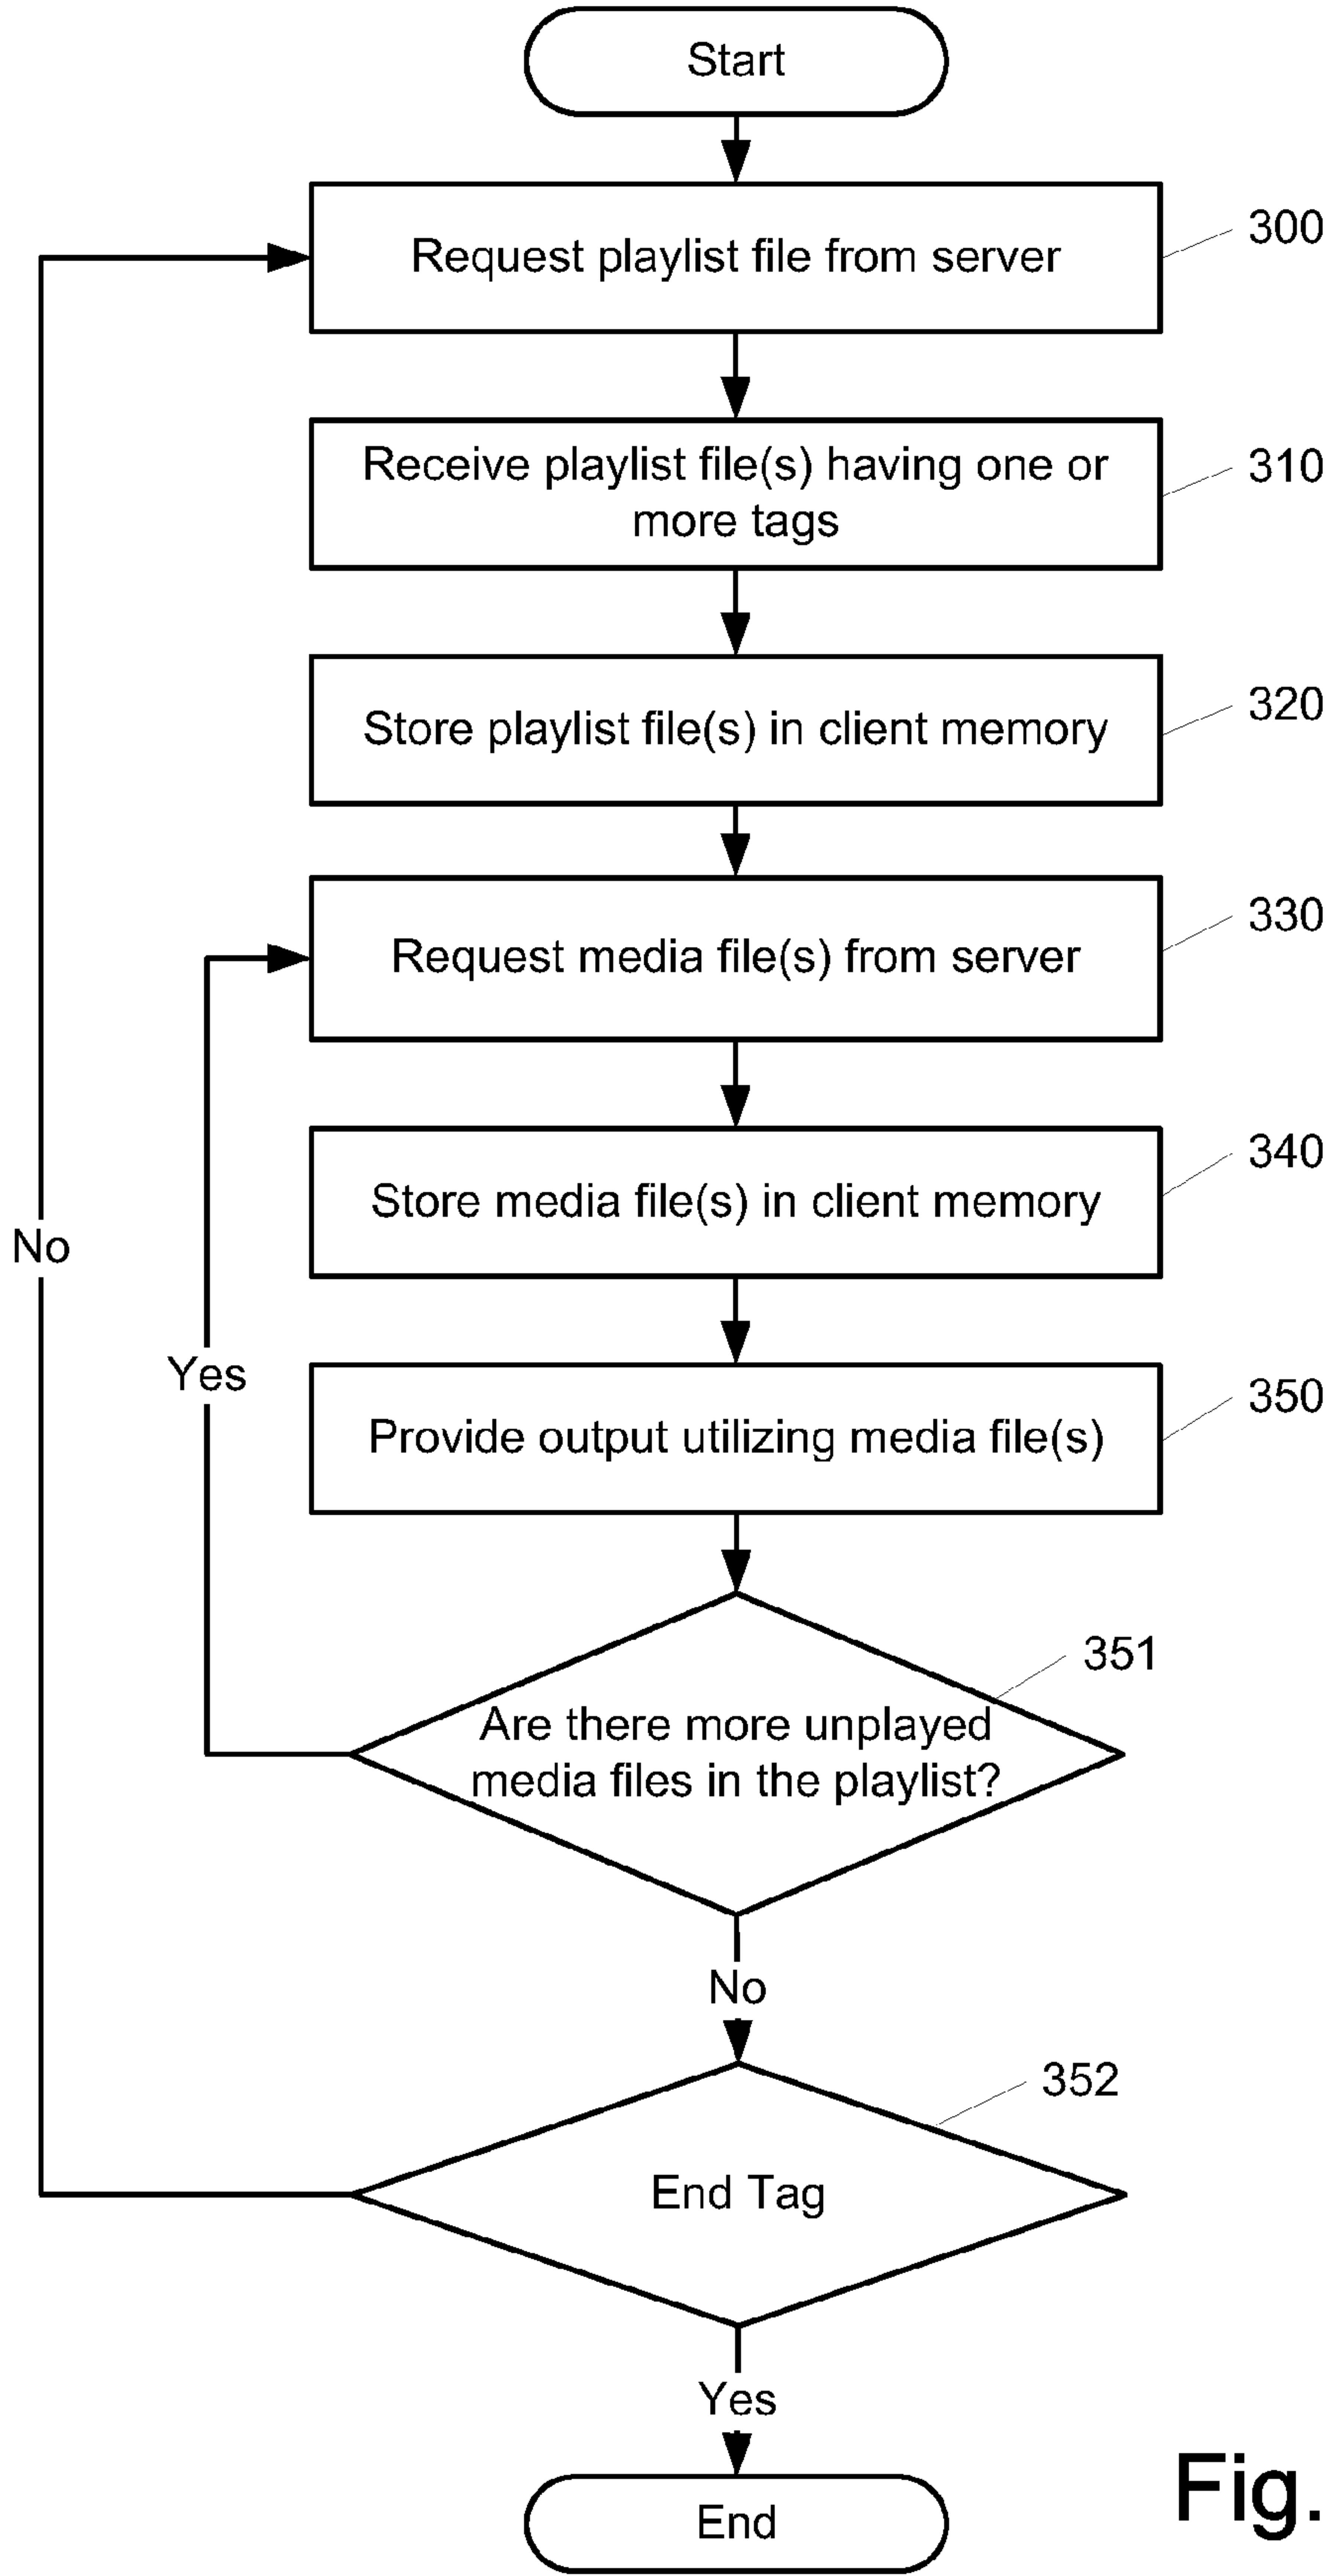 Start
Request playlist file from server
300
Receive playlist file(s) having one or
more tags
310
Store playlist file(s) in client memory
320
Request media file(s) from server
330
Store media file(s) in client memory
340
No
Yes
Provide output utilizing media file(s)
350
351
Are there more unplayed
media files in the playlist?
No
352
End Tag
Yes
End
Fig.